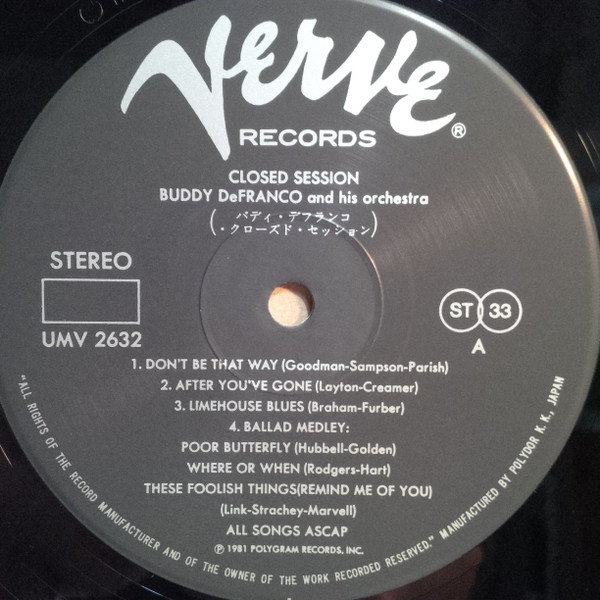 Verve
RECORDS ®
CLOSED SESSION
BUDDY DeFRANCO and his orchestra
(バディ・デフランコ
・クローズド・セッション)
STEREO
UMV 2632
ST 33
A
1. DON'T BE THAT WAY (Goodman-Sampson-Parish)
2. AFTER YOU'VE GONE (Layton-Creamer)
3. LIMEHOUSE BLUES (Braham-Furber)
4. BALLAD MEDLEY:
POOR BUTTERFLY (Hubbell-Golden)
WHERE OR WHEN (Rodgers-Hart)
THESE FOOLISH THINGS(REMIND ME OF YOU)
(Link-Strachey-Marvell)
ALL SONGS ASCAP
℗ 1981 POLYGRAM RECORDS, INC.
"ALL RIGHTS OF THE RECORD MANUFACTURER AND OF THE OWNER OF THE WORK RECORDED RESERVED." MANUFACTURED BY POLYDOR K. K., JAPAN